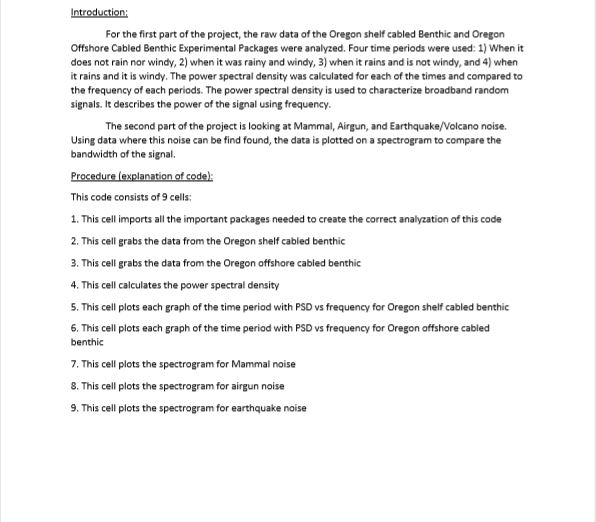 Introduction:
For the first part of the project, the raw data of the Oregon shelf cabled Benthic and Oregon
Offshore Cabled Benthic Experimental Packages were analyzed. Four time periods were used: 1) When it
does not rain nor windy, 2) when it was rainy and windy, 3) when it rains and is not windy, and 4) when
it rains and it is windy. The power spectral density was calculated for each of the times and compared to
the frequency of each periods. The power spectral density is used to characterize broadband random
signals. It describes the power of the signal using frequency.
The second part of the project is looking at Mammal, Airgun, and Earthquake/Volcano noise.
Using data where this noise can be find found, the data is plotted on a spectrogram to compare the
bandwidth of the signal.
Procedure (explanation of code):
This code consists of 9 cells:
1. This cell imports all the important packages needed to create the correct analyzation of this code
2. This cell grabs the data from the Oregon shelf cabled benthic
3. This cell grabs the data from the Oregon offshore cabled benthic
4. This cell calculates the power spectral density
5. This cell plots each graph of the time period with PSD vs frequency for Oregon shelf cabled benthic
6. This cell plots each graph of the time period with PSD vs frequency for Oregon offshore cabled
benthic
7. This cell plots the spectrogram for Mammal noise
8. This cell plots the spectrogram for airgun noise
9. This cell plots the spectrogram for earthquake noise